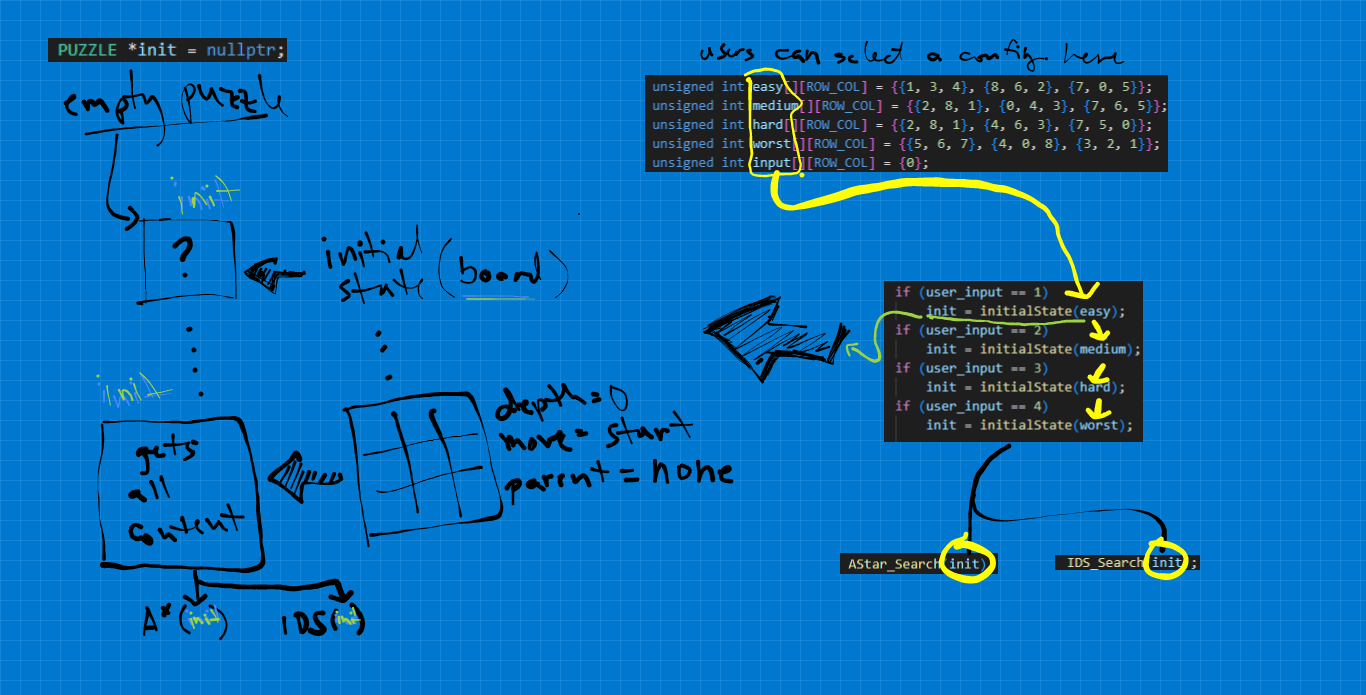 PUZZLE *init = nullptr;
empty puzzle
init
?
initial
state (board)
init
gets
all
content
depth = 0
move = start
parent = none
A*(init)
IDS(init)
users can select a config. here
unsigned int easy[][ROW_COL] = {{1, 3, 4}, {8, 6, 2}, {7, 0, 5}};
unsigned int medium[][ROW_COL] = {{2, 8, 1}, {0, 4, 3}, {7, 6, 5}};
unsigned int hard[][ROW_COL] = {{2, 8, 1}, {4, 6, 3}, {7, 5, 0}};
unsigned int worst[][ROW_COL] = {{5, 6, 7}, {4, 0, 8}, {3, 2, 1}};
unsigned int input[][ROW_COL] = {0};
if (user_input == 1)
init = initialState(easy);
if (user_input == 2)
init = initialState(medium);
if (user_input == 3)
init = initialState(hard);
if (user_input == 4)
init = initialState(worst);
AStar_Search(init)
IDS_Search(init);